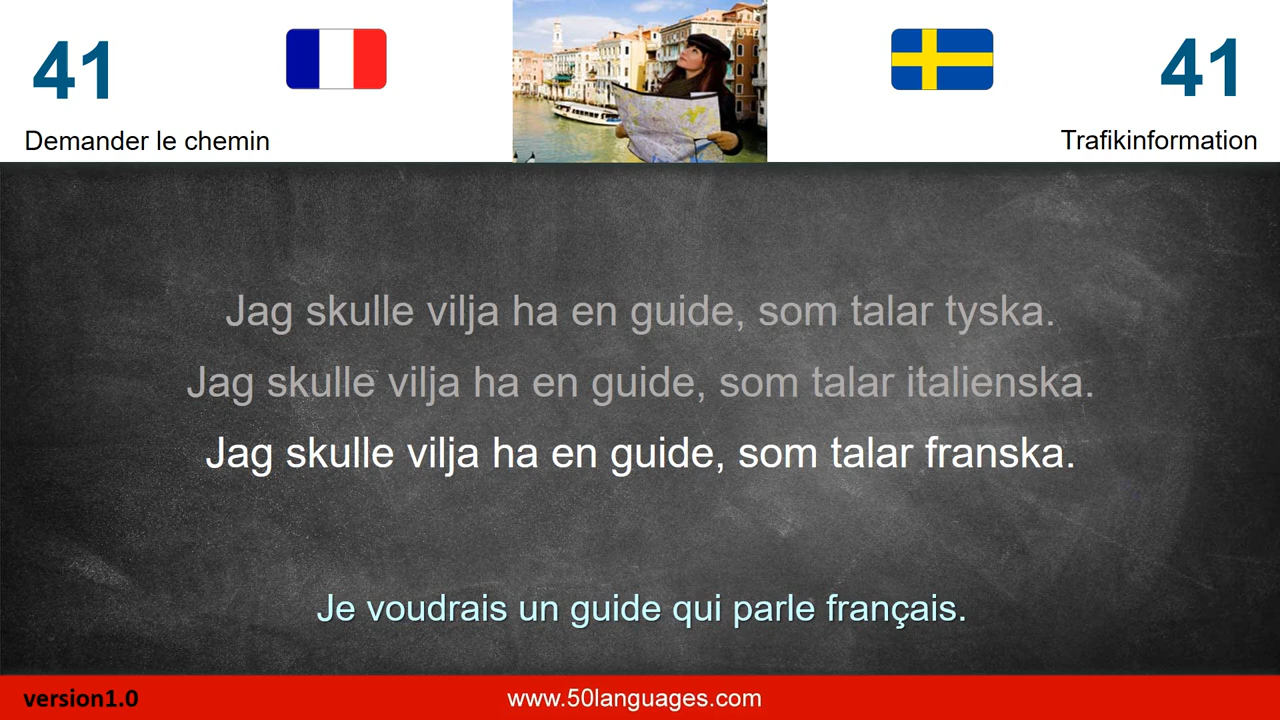 41
41
Demander le chemin
Trafikinformation
Jag skulle vilja ha en guide, som talar tyska.
Jag skulle vilja ha en guide, som talar italienska.
Jag skulle vilja ha en guide, som talar franska.
Je voudrais un guide qui parle français.
version1.0
www.50languages.com